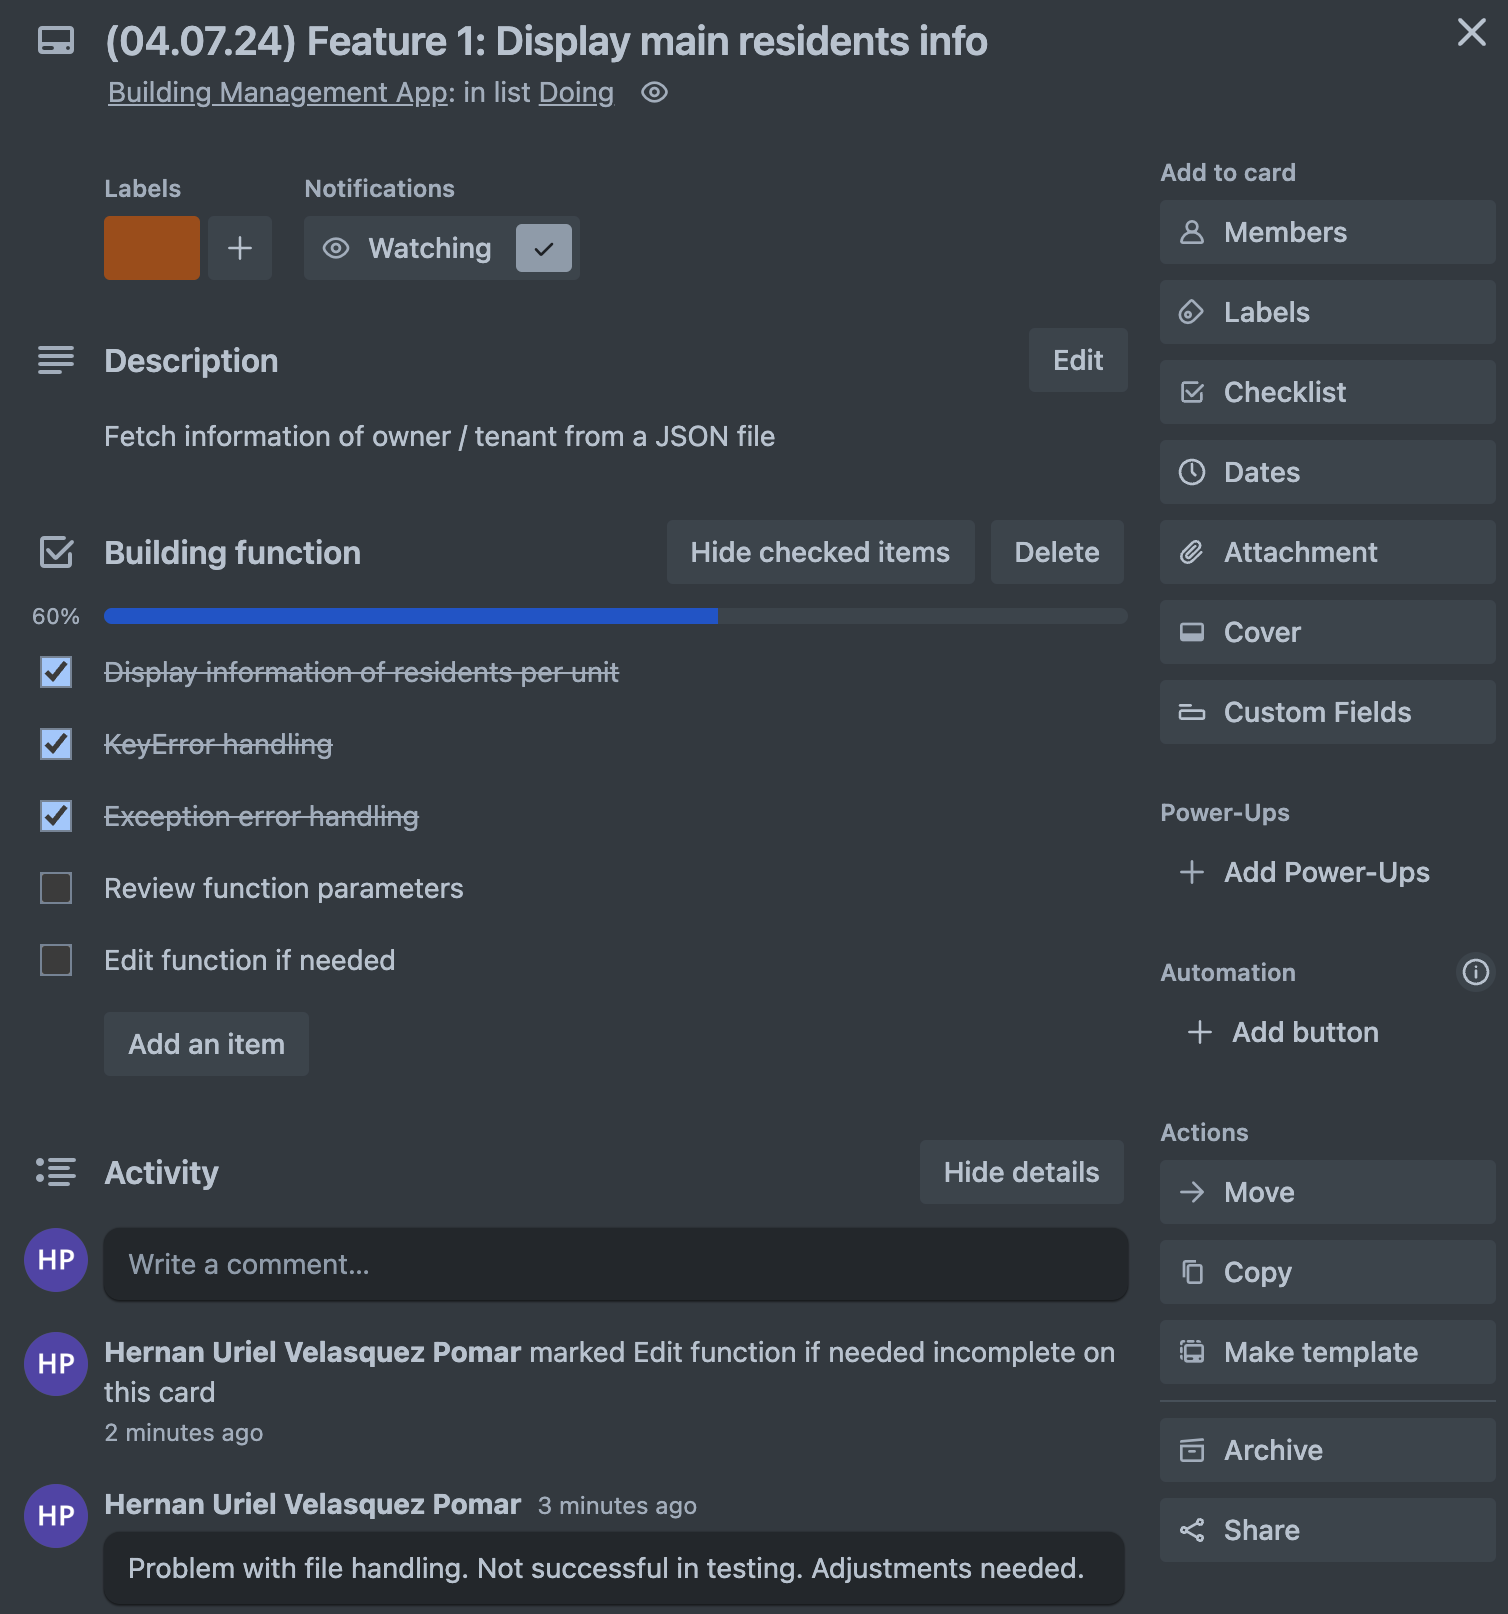 (04.07.24) Feature 1: Display main residents info
Building Management App: in list Doing
Labels
Notifications
Watching
Description
Edit
Fetch information of owner / tenant from a JSON file
Building function
Hide checked items
Delete
60%
Display information of residents per unit
KeyError handling
Exception error handling
Review function parameters
Edit function if needed
Add an item
Activity
Hide details
HP
Write a comment...
HP
Hernan Uriel Velasquez Pomar marked Edit function if needed incomplete on
this card
2 minutes ago
HP
Hernan Uriel Velasquez Pomar 3 minutes ago
Problem with file handling. Not successful in testing. Adjustments needed.
Add to card
Members
Labels
Checklist
Dates
Attachment
Cover
Custom Fields
Power-Ups
Add Power-Ups
Automation
Add button
Actions
Move
Copy
Make template
Archive
Share